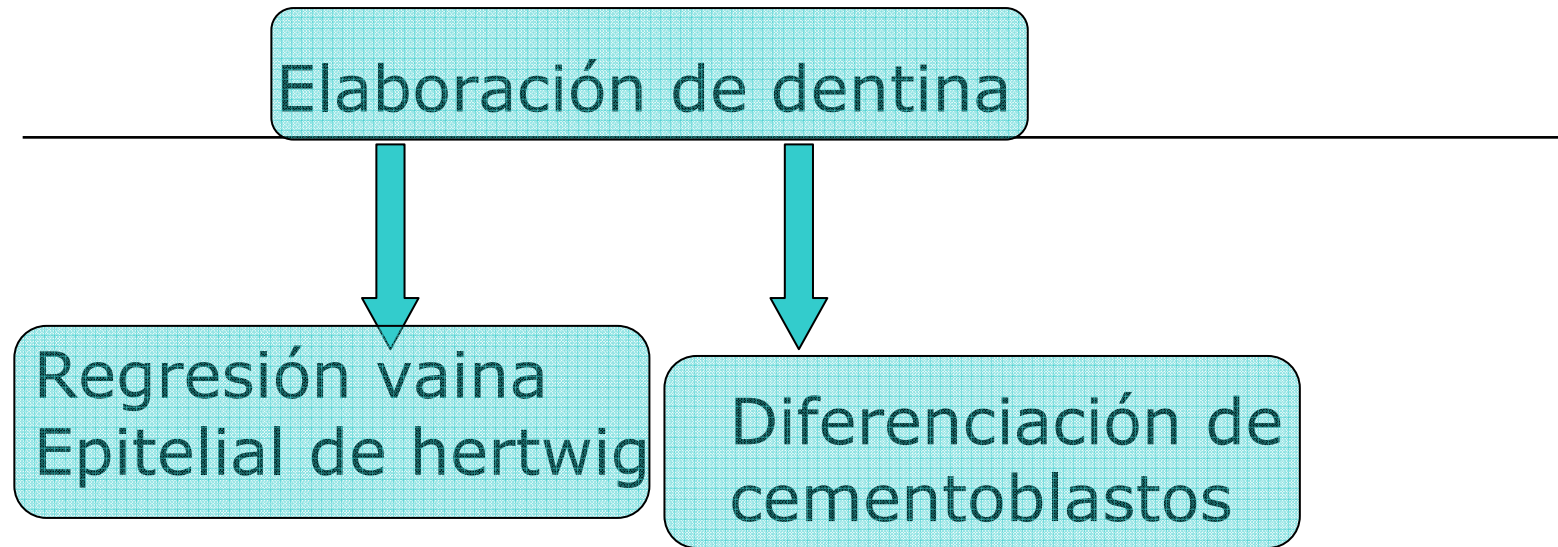 Elaboración de dentina
Regresión vaina
Epitelial de hertwig
Diferenciación de
cementoblastos